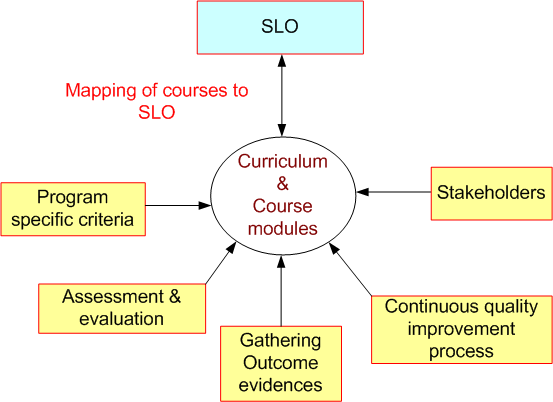 SLO
Mapping of courses to
SLO
Curriculum
&
Course
modules
Program
specific criteria
Stakeholders
Assessment &
evaluation
Gathering
Outcome
evidences
Continuous quality
improvement
process